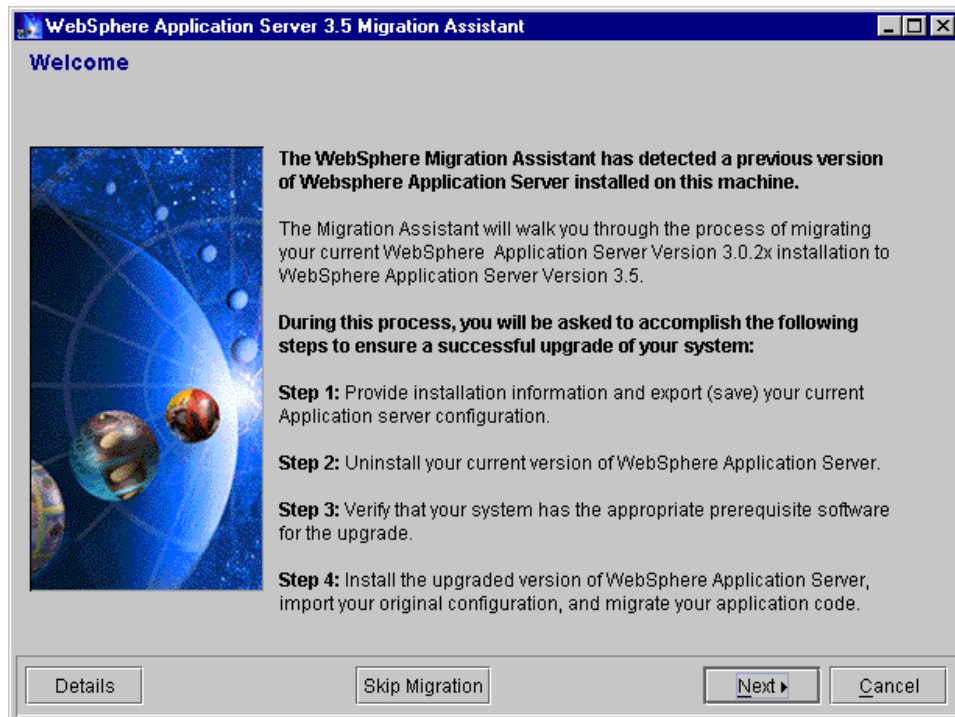 WebSphere Application Server 3.5 Migration Assistant
Welcome
The WebSphere Migration Assistant has detected a previous version
of Websphere Application Server installed on this machine.
The Migration Assistant will walk you through the process of migrating
your current WebSphere  Application Server Version 3.0.2x installation to
WebSphere Application Server Version 3.5.
During this process, you will be asked to accomplish the following
steps to ensure a successful upgrade of your system:
Step 1: Provide installation information and export (save) your current
Application server configuration.
Step 2: Uninstall your current version of WebSphere Application Server.
Step 3: Verify that your system has the appropriate prerequisite software
for the upgrade.
Step 4: Install the upgraded version of WebSphere Application Server,
import your original configuration, and migrate your application code.
Details
Skip Migration
Next
Cancel